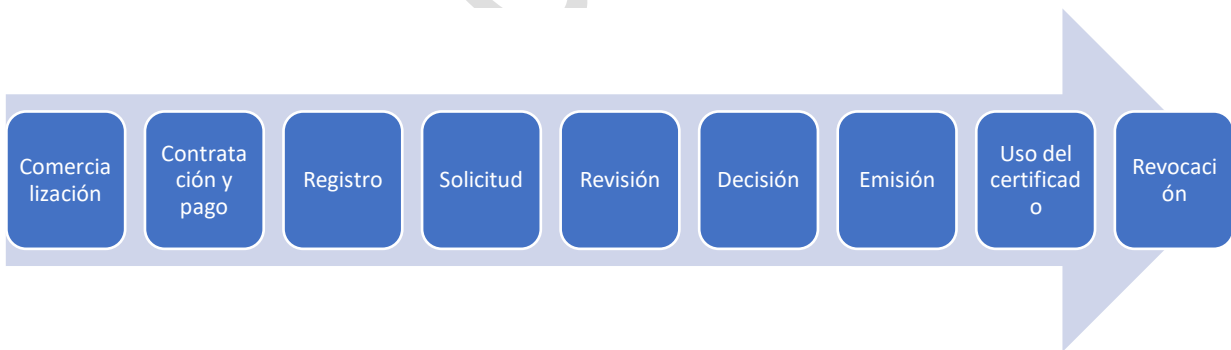 Comercia
lización
Contrata
ción y
pago
Registro
Solicitud
Revisión
Decisión
Emisión
Uso del
certificad
o
Revocaci
ón